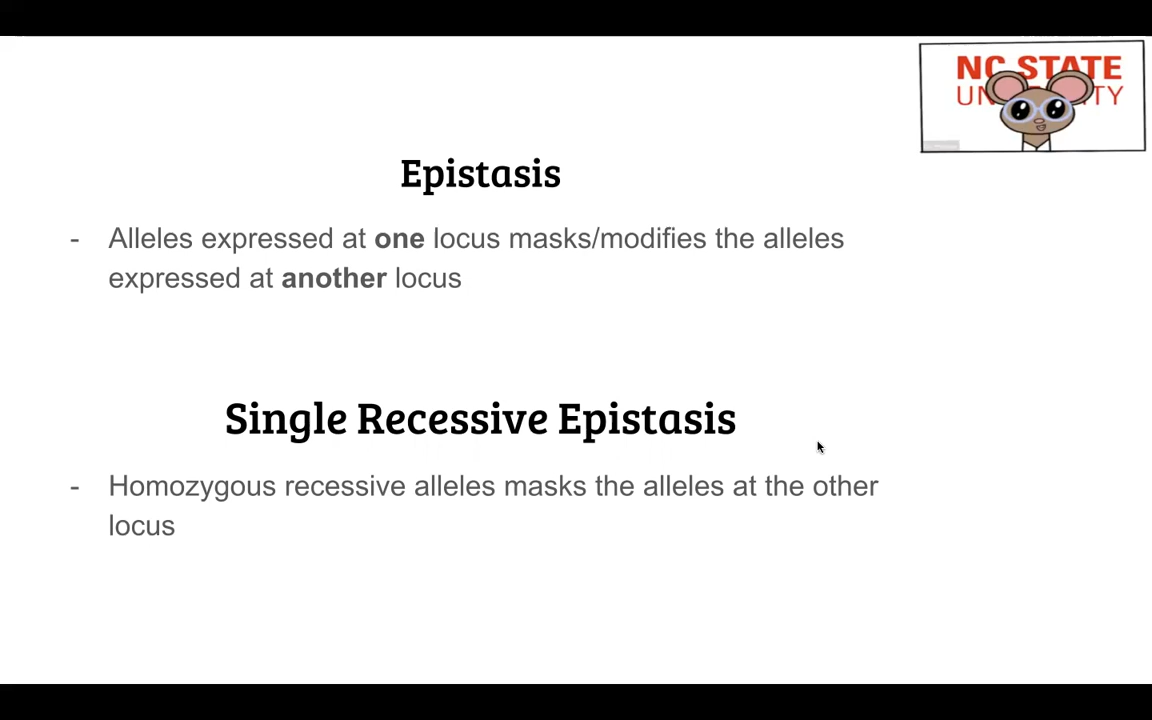 NC STATE
Epistasis
- Alleles expressed at one locus masks/modifies the alleles
expressed at another locus
Single Recessive Epistasis
- Homozygous recessive alleles masks the alleles at the other
locus